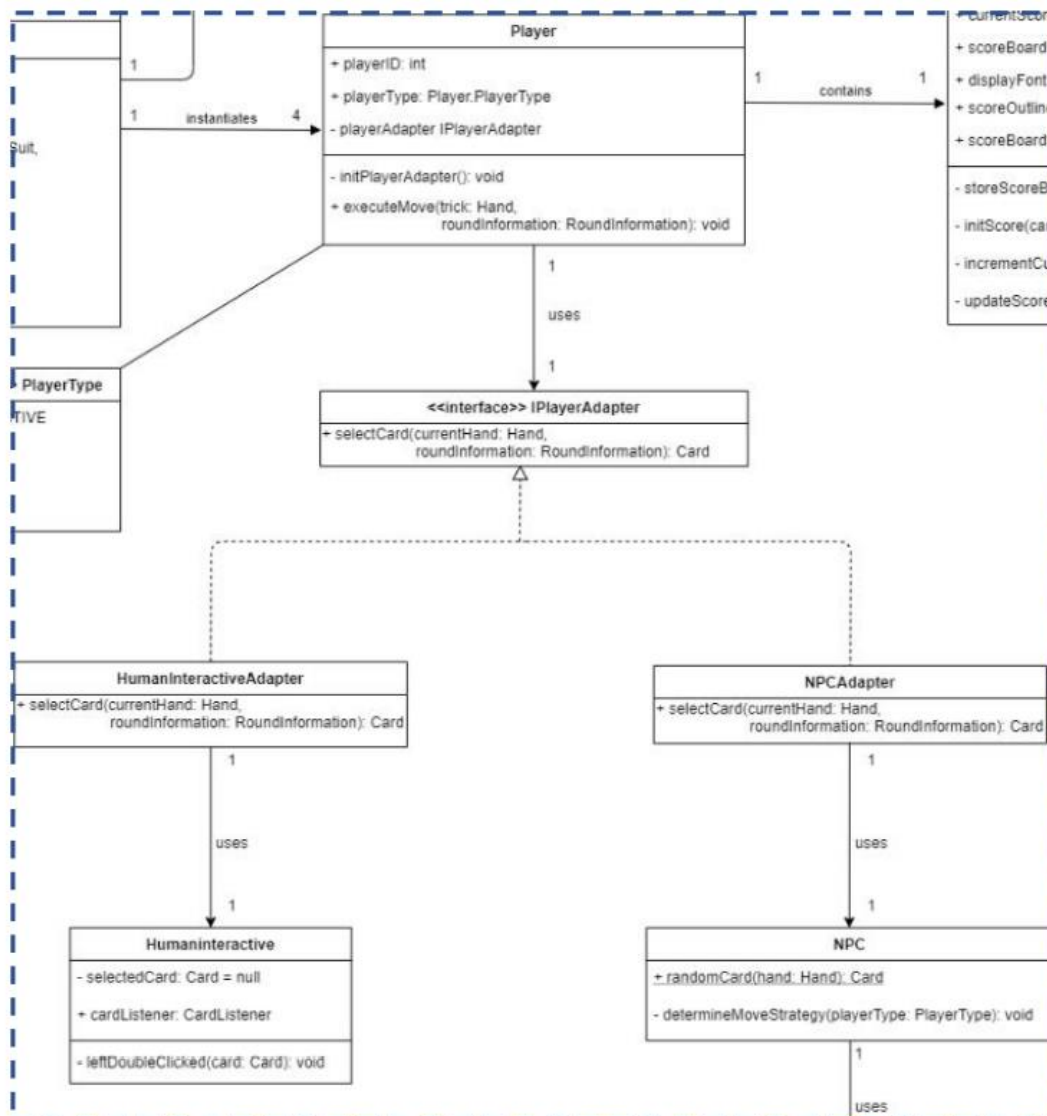 Player
+ playerID: int
+ playerType: Player.PlayerType
- playerAdapter IPlayerAdapter
- initPlayerAdapter(): void
+ executeMove(trick: Hand,
roundInformation: RoundInformation): void
1
1 instantiates 4
Suit,
1 contains 1
+ currentScor
+ scoreBoard
+ displayFont
+ scoreOutline
+ scoreBoard
- storeScoreB
- initScore(ca
- incrementCu
- updateScore
1
uses
1
PlayerType
TIVE
<<interface>> IPlayerAdapter
+ selectCard(currentHand: Hand,
roundInformation: RoundInformation): Card
HumanInteractiveAdapter
+ selectCard(currentHand: Hand,
roundInformation: RoundInformation): Card
1
uses
1
Humaninteractive
- selectedCard: Card = null
+ cardListener: CardListener
- leftDoubleClicked(card: Card): void
NPCAdapter
+ selectCard(currentHand: Hand,
roundInformation: RoundInformation): Card
1
uses
1
NPC
+ randomCard(hand: Hand): Card
- determineMoveStrategy(playerType: PlayerType): void
1
uses